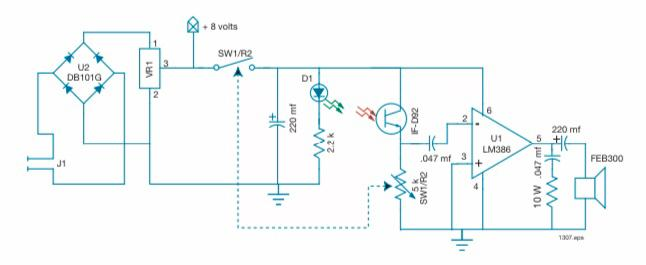 + 8 volts
SW1/R2
U2
DB101G
1
VR1
3
2
J1
D1
+
220 mf
2.2 k
IF-D92
.047 mf
5 k
SW1/R2
2
-
6
U1
LM386
3
+
4
5
220 mf
+
.047 mf
10 W
FEB300
1307.eps